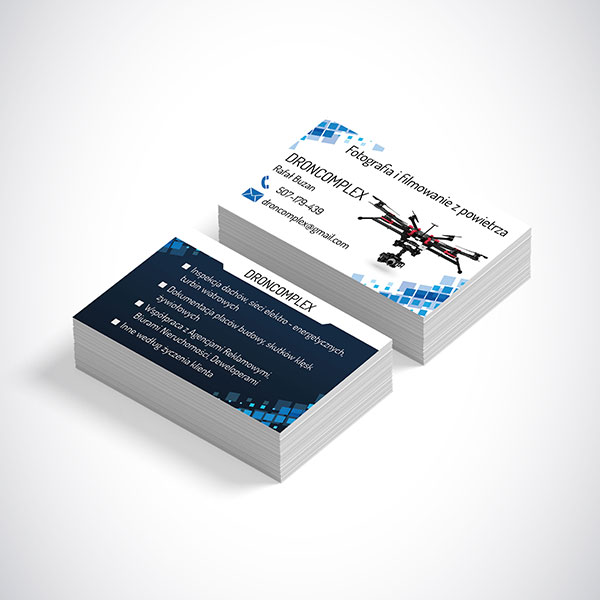 Fotografia i filmowanie z powietrza
DRONCOMPLEX
Rafał Buzan
507-179-439
droncomplex@gmail.com
DRONCOMPLEX
Inspekcja dachów, sieci elektro - energetycznych,
turbin wiatrowych
Dokumentacja placów budowy, skutkow klęsk
żywiołowych
Współpraca z Agencjami Reklamowymi,
Biurami Nieruchomości, Deweloperami
Inne według życzenia klienta